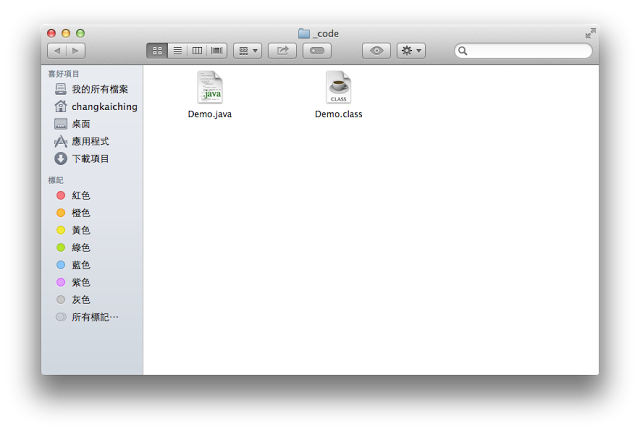 _code
喜好項目
我的所有檔案
changkaiching
桌面
應用程式
下載項目
標記
紅色
橙色
黃色
綠色
藍色
紫色
灰色
所有標記…
.java
Demo.java
CLASS
Demo.class